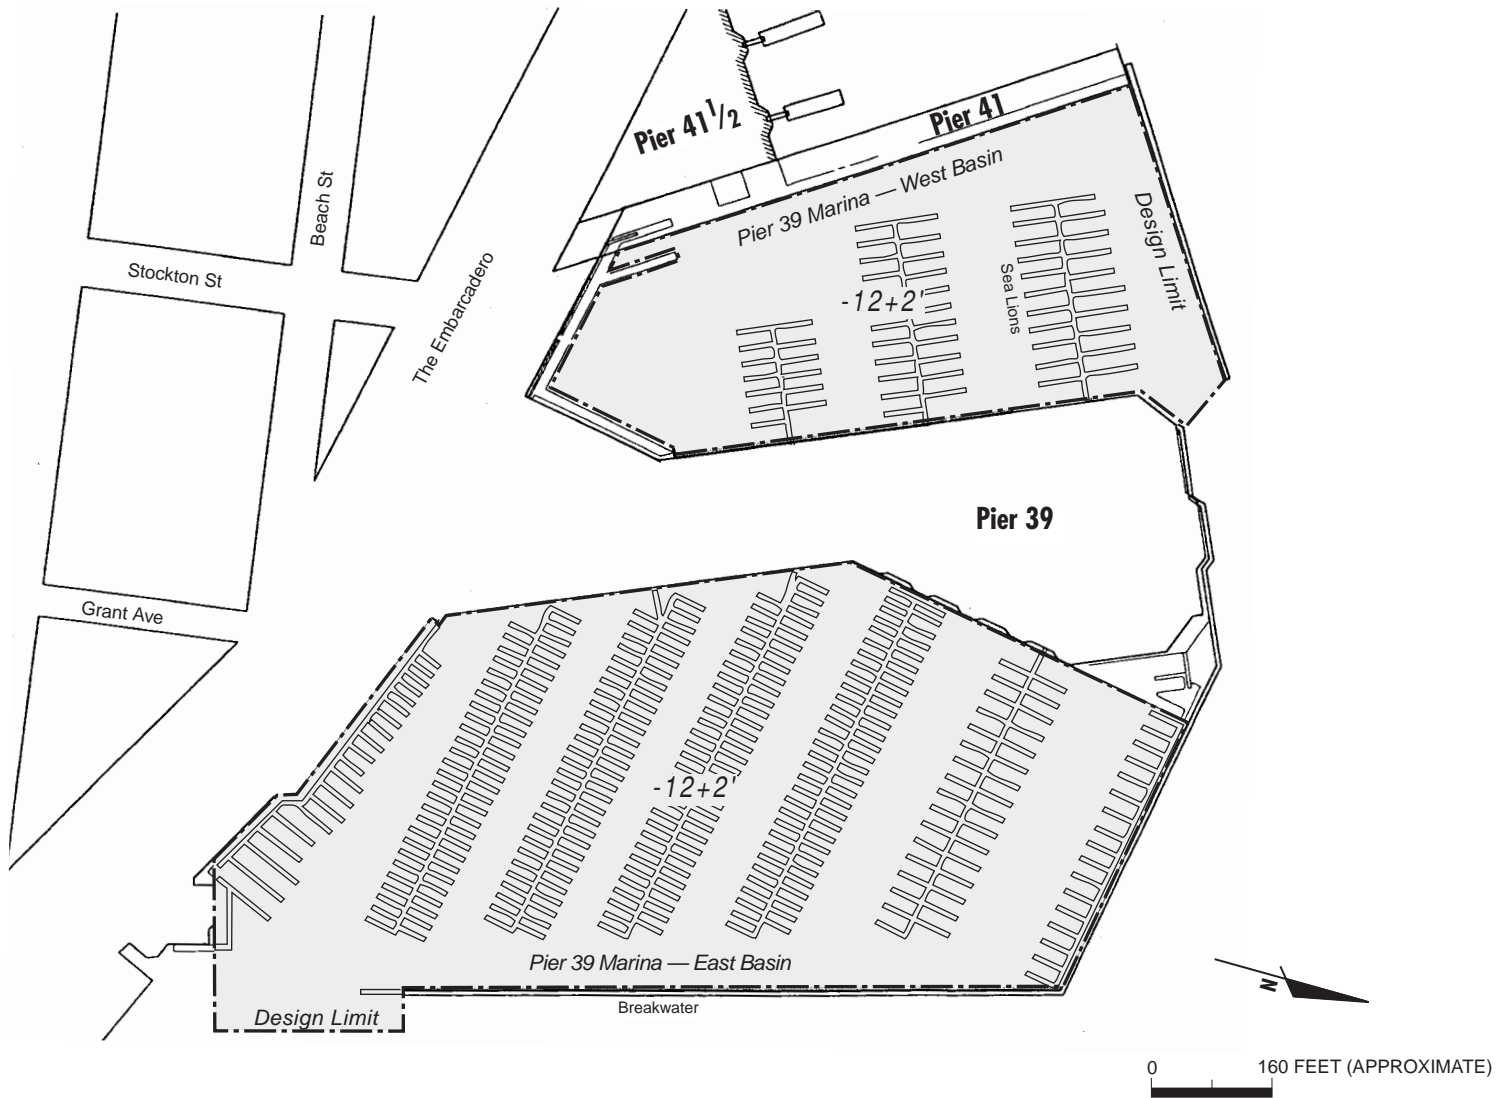 Pier 41 1/2
Pier 41
Pier 39 Marina — West Basin
Beach St
Design Limit
Stockton St
The Embarcadero
Sea Lions
-12+2'
Pier 39
Grant Ave
-12+2'
Pier 39 Marina — East Basin
Breakwater
Design Limit
N
0 160 FEET (APPROXIMATE)